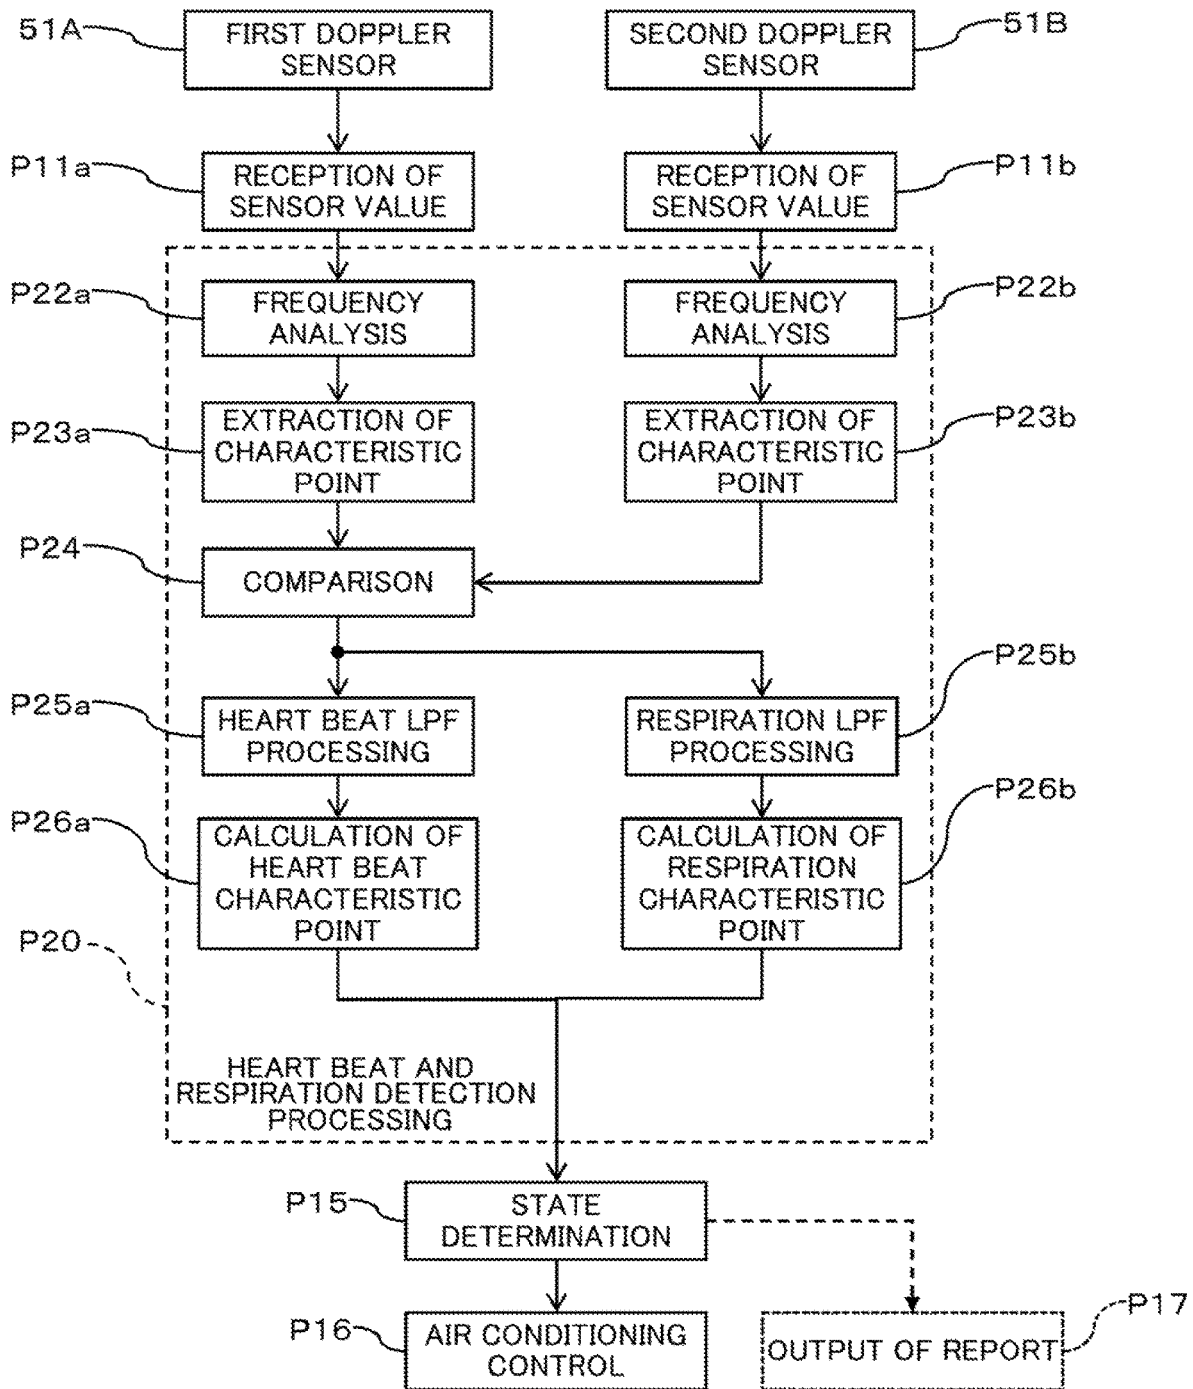 51A
FIRST DOPPLER
SENSOR
SECOND DOPPLER
SENSOR
51B
P11a
RECEPTION OF
SENSOR VALUE
RECEPTION OF
SENSOR VALUE
P11b
P22a
FREQUENCY
ANALYSIS
FREQUENCY
ANALYSIS
P22b
P23a
EXTRACTION OF
CHARACTERISTIC
POINT
EXTRACTION OF
CHARACTERISTIC
POINT
P23b
P24
COMPARISON
P25a
HEART BEAT LPF
PROCESSING
RESPIRATION LPF
PROCESSING
P25b
P26a
CALCULATION OF
HEART BEAT
CHARACTERISTIC
POINT
CALCULATION OF
RESPIRATION
CHARACTERISTIC
POINT
P26b
P20
HEART BEAT AND
RESPIRATION DETECTION
PROCESSING
P15
STATE
DETERMINATION
P16
AIR CONDITIONING
CONTROL
OUTPUT OF REPORT
P17